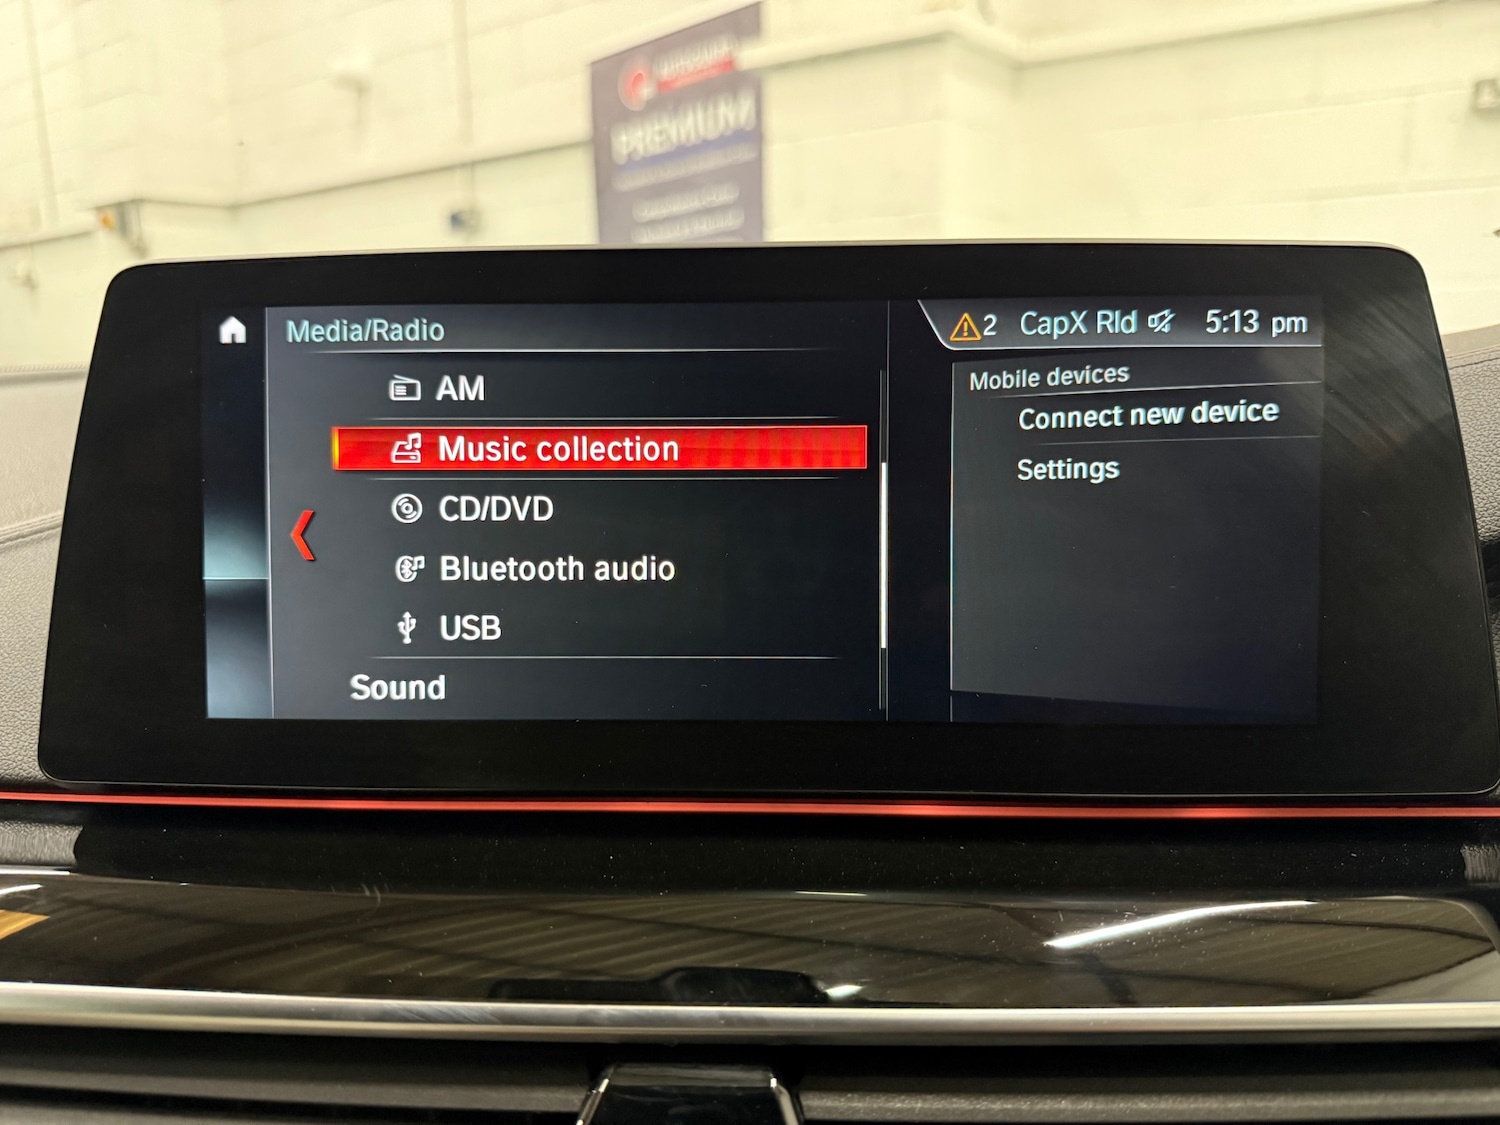 PREMIUM
Media/Radio
2 CapX Rld 5:13 pm
AM
Music collection
CD/DVD
Bluetooth audio
USB
Sound
Mobile devices
Connect new device
Settings